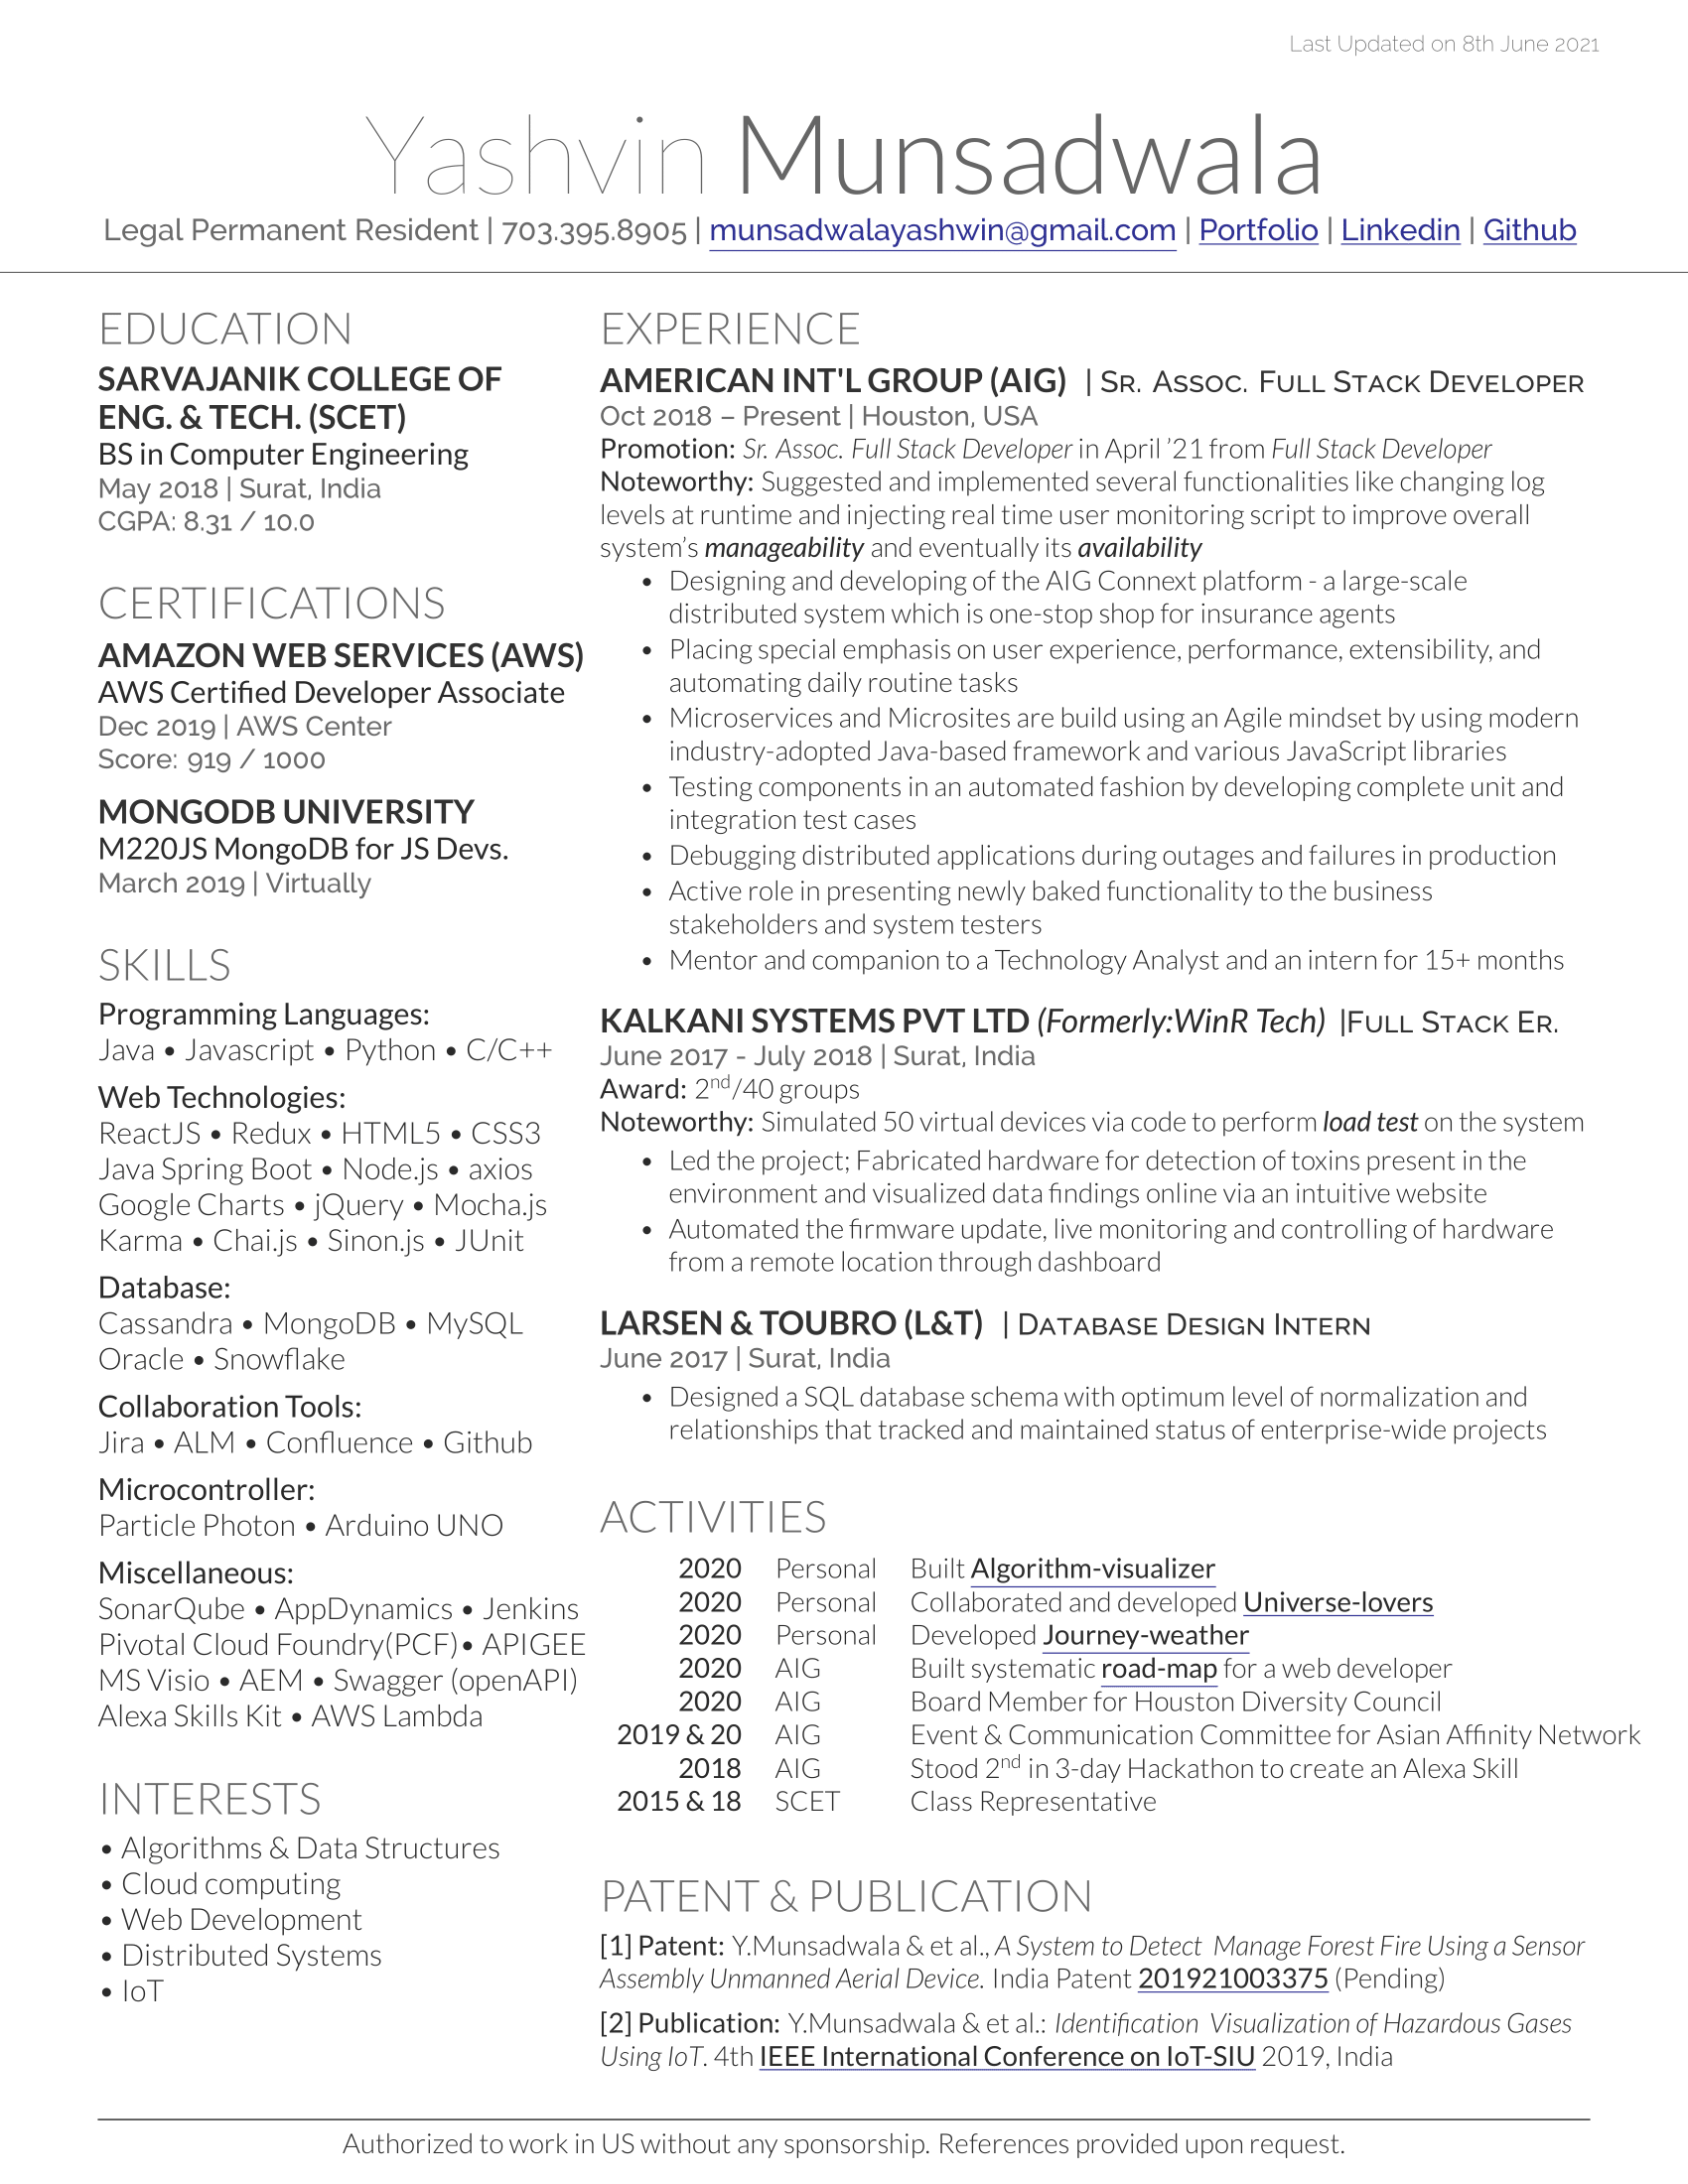 Last Updated on 8th June 2021
Yashvin Munsadwala
Legal Permanent Resident | 703.395.8905 | munsadwalayashwin@gmail.com | Portfolio | Linkedin | Github
EDUCATION
SARVAJANIK COLLEGE OF
ENG. & TECH. (SCET)
BS in Computer Engineering
May 2018 | Surat, India
CGPA: 8.31 / 10.0
CERTIFICATIONS
AMAZON WEB SERVICES (AWS)
AWS Certified Developer Associate
Dec 2019 | AWS Center
Score: 919 / 1000
MONGODB UNIVERSITY
M220JS MongoDB for JS Devs.
March 2019 | Virtually
SKILLS
Programming Languages:
Java • Javascript • Python • C/C++
Web Technologies:
ReactJS • Redux • HTML5 • CSS3
Java Spring Boot • Node.js • axios
Google Charts • jQuery • Mocha.js
Karma • Chai.js • Sinon.js • JUnit
Database:
Cassandra • MongoDB • MySQL
Oracle • Snowflake
Collaboration Tools:
Jira • ALM • Confluence • Github
Microcontroller:
Particle Photon • Arduino UNO
Miscellaneous:
SonarQube • AppDynamics • Jenkins
Pivotal Cloud Foundry(PCF)• APIGEE
MS Visio • AEM • Swagger (openAPI)
Alexa Skills Kit • AWS Lambda
INTERESTS
• Algorithms & Data Structures
• Cloud computing
• Web Development
• Distributed Systems
• IoT
EXPERIENCE
AMERICAN INT'L GROUP (AIG) | SR. ASSOC. FULL STACK DEVELOPER
Oct 2018 – Present | Houston, USA
Promotion: Sr. Assoc. Full Stack Developer in April ’21 from Full Stack Developer
Noteworthy: Suggested and implemented several functionalities like changing log
levels at runtime and injecting real time user monitoring script to improve overall
system’s manageability and eventually its availability
• Designing and developing of the AIG Connext platform - a large-scale
distributed system which is one-stop shop for insurance agents
• Placing special emphasis on user experience, performance, extensibility, and
automating daily routine tasks
• Microservices and Microsites are build using an Agile mindset by using modern
industry-adopted Java-based framework and various JavaScript libraries
• Testing components in an automated fashion by developing complete unit and
integration test cases
• Debugging distributed applications during outages and failures in production
• Active role in presenting newly baked functionality to the business
stakeholders and system testers
• Mentor and companion to a Technology Analyst and an intern for 15+ months
KALKANI SYSTEMS PVT LTD (Formerly:WinR Tech) |FULL STACK ER.
June 2017 - July 2018 | Surat, India
Award: 2nd/40 groups
Noteworthy: Simulated 50 virtual devices via code to perform load test on the system
• Led the project; Fabricated hardware for detection of toxins present in the
environment and visualized data findings online via an intuitive website
• Automated the firmware update, live monitoring and controlling of hardware
from a remote location through dashboard
LARSEN & TOUBRO (L&T) | DATABASE DESIGN INTERN
June 2017 | Surat, India
• Designed a SQL database schema with optimum level of normalization and
relationships that tracked and maintained status of enterprise-wide projects
ACTIVITIES
2020 Personal Built Algorithm-visualizer
2020 Personal Collaborated and developed Universe-lovers
2020 Personal Developed Journey-weather
2020 AIG Built systematic road-map for a web developer
2020 AIG Board Member for Houston Diversity Council
2019 & 20 AIG Event & Communication Committee for Asian Affinity Network
2018 AIG Stood 2nd in 3-day Hackathon to create an Alexa Skill
2015 & 18 SCET Class Representative
PATENT & PUBLICATION
[1] Patent: Y.Munsadwala & et al., A System to Detect Manage Forest Fire Using a Sensor
Assembly Unmanned Aerial Device. India Patent 201921003375 (Pending)
[2] Publication: Y.Munsadwala & et al.: Identification Visualization of Hazardous Gases
Using IoT. 4th IEEE International Conference on IoT-SIU 2019, India
Authorized to work in US without any sponsorship. References provided upon request.